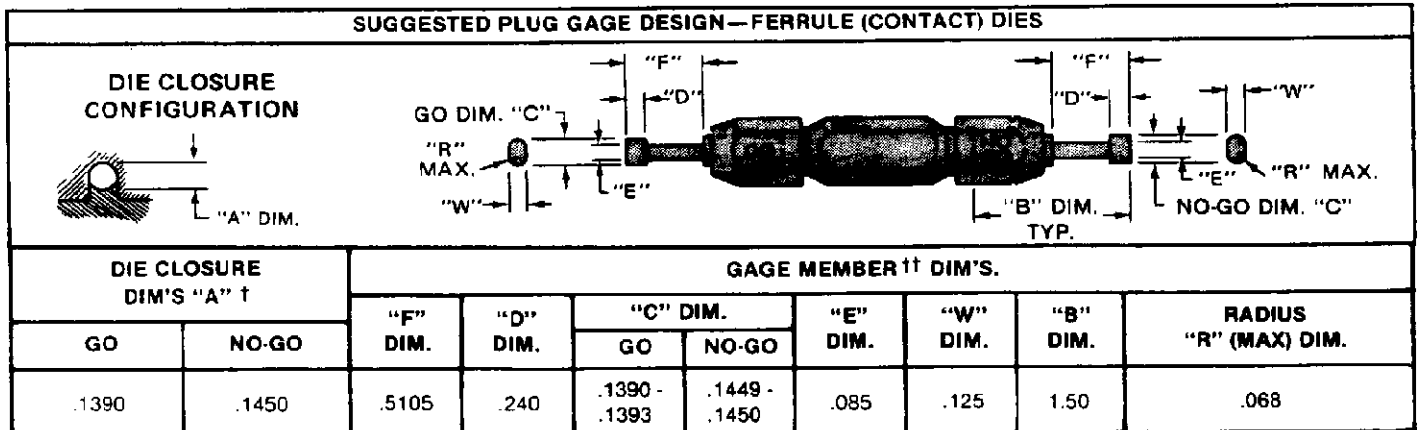 SUGGESTED PLUG GAGE DESIGN—FERRULE (CONTACT) DIES
DIE CLOSURE
CONFIGURATION
"A" DIM.
GO DIM. "C"
"R"
MAX.
"W"
"F"
"D"
"E"
"F"
"D"
"W"
"E"
"R" MAX.
"B" DIM.
TYP.
NO-GO DIM. "C"
DIE CLOSURE
DIM'S "A" †
GAGE MEMBER †† DIM'S.
GO
NO-GO
"F"
DIM.
"D"
DIM.
"C" DIM.
GO
NO-GO
"E"
DIM.
"W"
DIM.
"B"
DIM.
RADIUS
"R" (MAX) DIM.
.1390
.1450
.5105
.240
.1390 -
.1393
.1449 -
.1450
.085
.125
1.50
.068